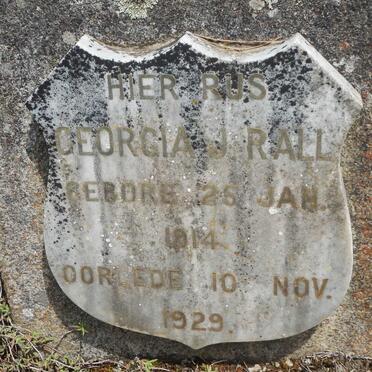 HIER RUS
GEORGIA J. RALL
GEBORE 25 JAN.
1914.
OORLEDE 10 NOV.
1929.